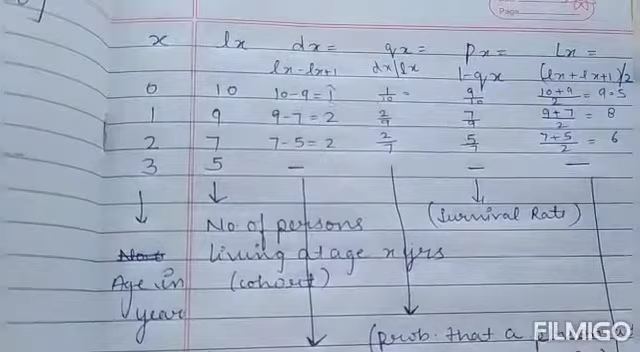 Page
x lx dx= qx= px= Lx=
lx-lx+1 dx/lx 1-qx (lx+lx+1)/2
0 10 10-9=1 1/10= 9/10 10+9/2=9.5
1 9 9-7=2 2/9 7/9 9+7/2=8
2 7 7-5=2 2/7 5/7 7+5/2=6
3 5 — — —
No. of persons (Survival Rate)
living at age x yrs
Age in (cohort)
year
(prob. that a
FILMIGO